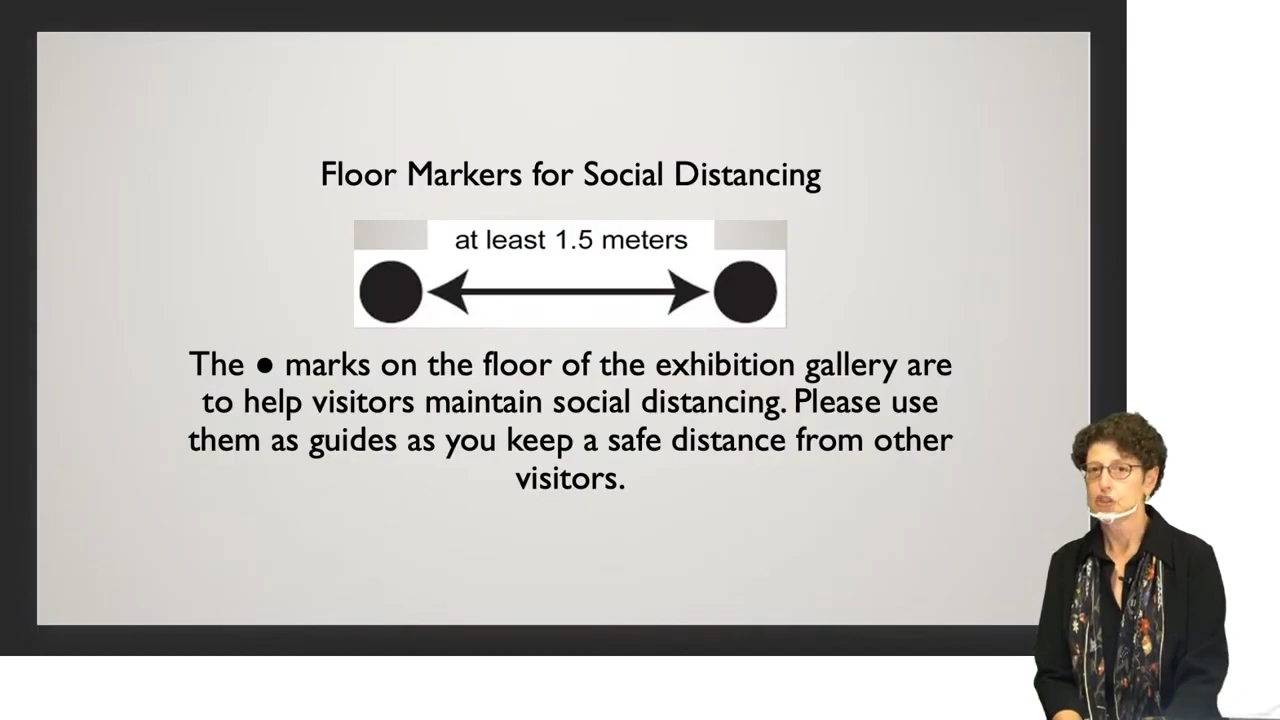 Floor Markers for Social Distancing
at least 1.5 meters
The ● marks on the floor of the exhibition gallery are
to help visitors maintain social distancing. Please use
them as guides as you keep a safe distance from other
visitors.